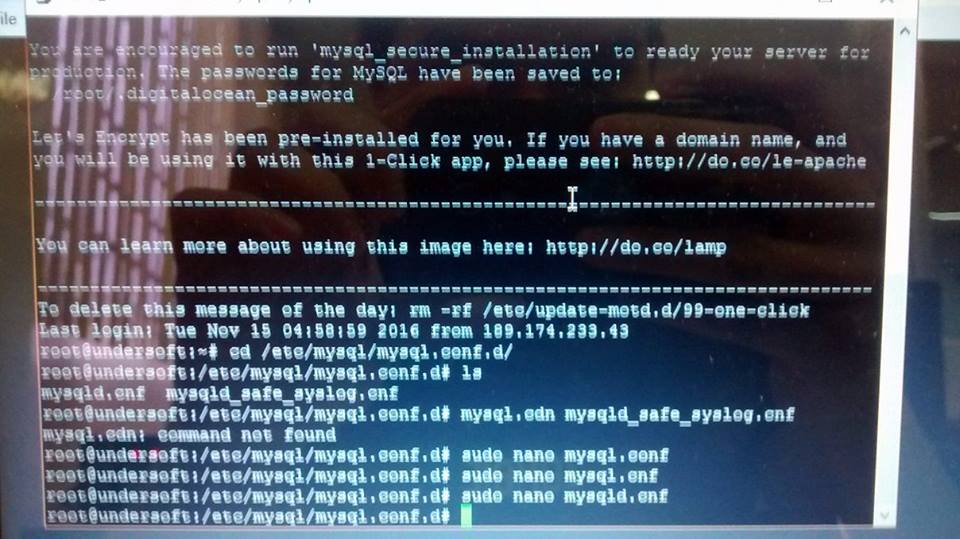 ile
You are encouraged to run 'mysql_secure_installation' to ready your server for
production. The passwords for MySQL have been saved to:
/root/.digitalocean_password
Let's Encrypt has been pre-installed for you. If you have a domain name, and
you will be using it with this 1-Click app, please see: http://do.co/le-apache
--------------------------------------------------------------------------------
You can learn more about using this image here: http://do.co/lamp
--------------------------------------------------------------------------------
To delete this message of the day: rm -rf /etc/update-motd.d/99-one-click
Last login: Tue Nov 15 04:58:59 2016 from 189.174.233.43
root@undersoft:~# cd /etc/mysql/mysql.conf.d/
root@undersoft:/etc/mysql/mysql.conf.d# ls
mysqld.cnf  mysqld_safe_syslog.cnf
root@undersoft:/etc/mysql/mysql.conf.d# mysql.cdn mysqld_safe_syslog.cnf
mysql.cdn: command not found
root@undersoft:/etc/mysql/mysql.conf.d# sudo nano mysql.conf
root@undersoft:/etc/mysql/mysql.conf.d# sudo nano mysql.cnf
root@undersoft:/etc/mysql/mysql.conf.d# sudo nano mysqld.cnf
root@undersoft:/etc/mysql/mysql.conf.d#